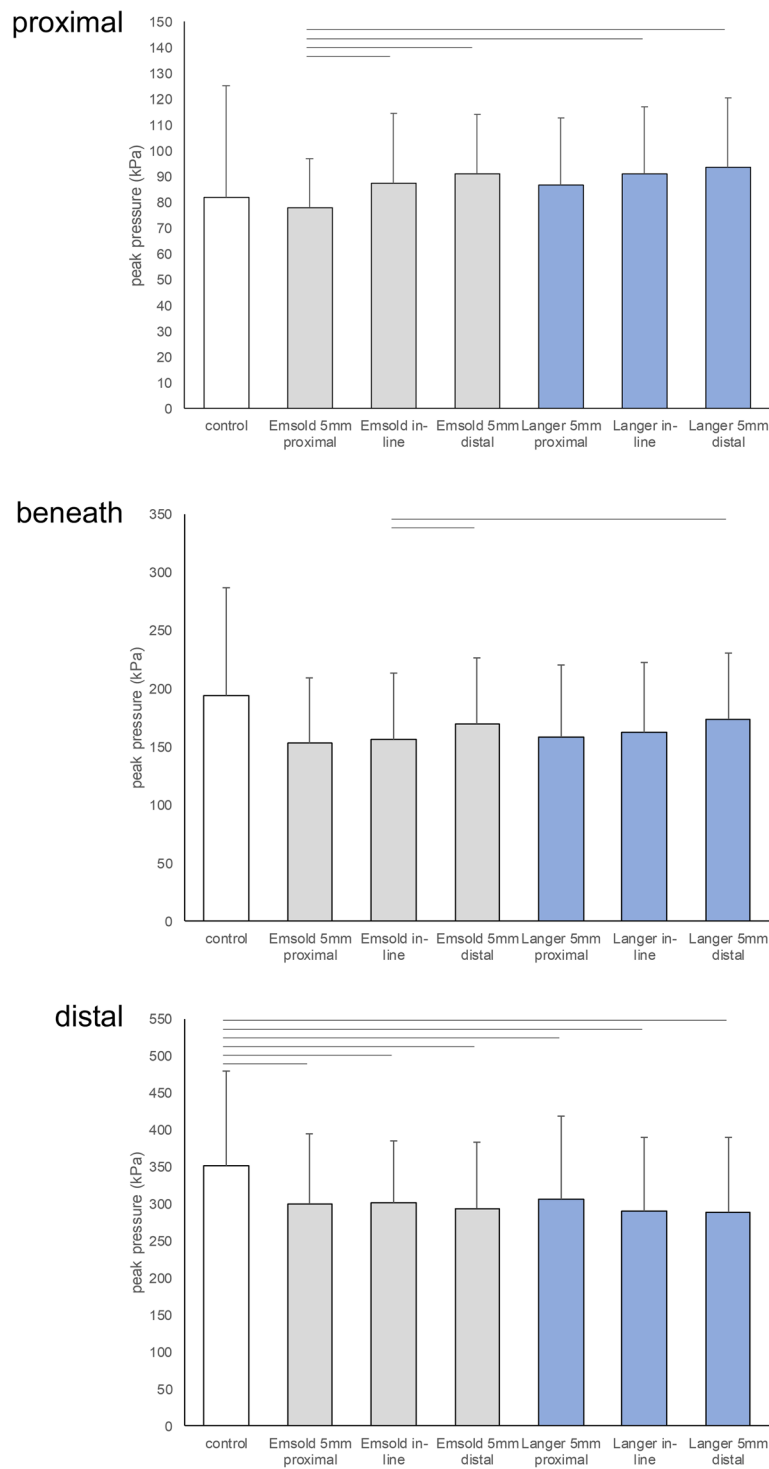 proximal
peak pressure (kPa)
150
140
130
120
110
100
90
80
70
60
50
40
30
20
10
0
control
Emsold 5mm
proximal
Emsold in-
line
Emsold 5mm
distal
Langer 5mm
proximal
Langer in-
line
Langer 5mm
distal
beneath
peak pressure (kPa)
350
300
250
200
150
100
50
0
control
Emsold 5mm
proximal
Emsold in-
line
Emsold 5mm
distal
Langer 5mm
proximal
Langer in-
line
Langer 5mm
distal
distal
peak pressure (kPa)
550
500
450
400
350
300
250
200
150
100
50
0
control
Emsold 5mm
proximal
Emsold in-
line
Emsold 5mm
distal
Langer 5mm
proximal
Langer in-
line
Langer 5mm
distal